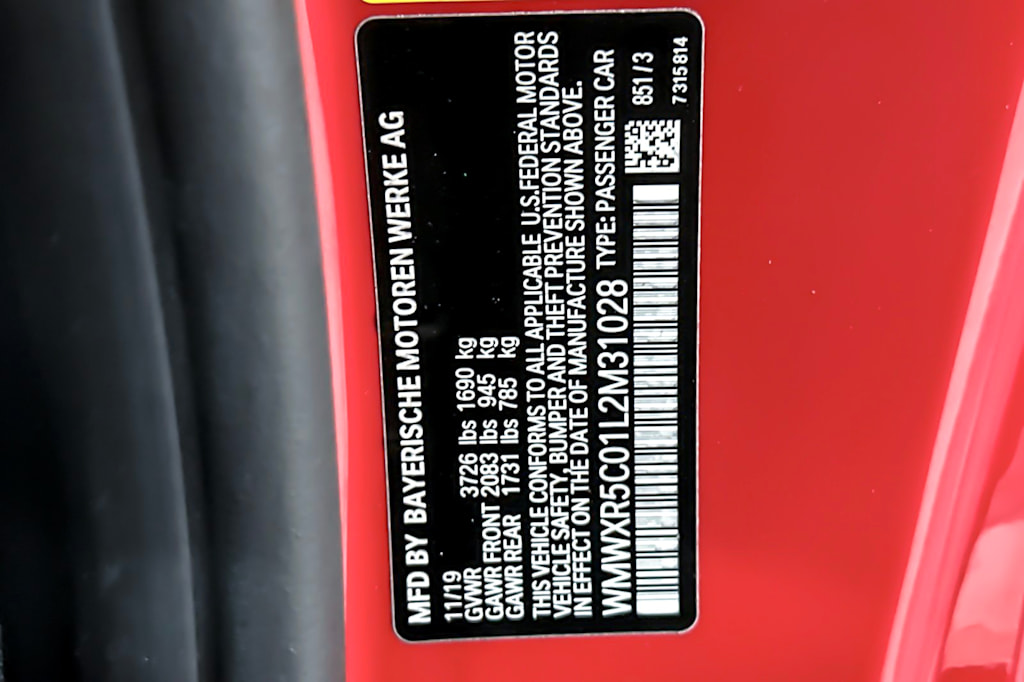 MFD BY BAYERISCHE MOTOREN WERKE AG
11/19
GVWR 3726 lbs 1690 kg
GAWR FRONT 2083 lbs 945 kg
GAWR REAR 1731 lbs 785 kg
THIS VEHICLE CONFORMS TO ALL APPLICABLE U.S.FEDERAL MOTOR
VEHICLE SAFETY, BUMPER AND THEFT PREVENTION STANDARDS
IN EFFECT ON THE DATE OF MANUFACTURE SHOWN ABOVE.
WMWXR5C01L2M31028 TYPE: PASSENGER CAR
851/3
7315814